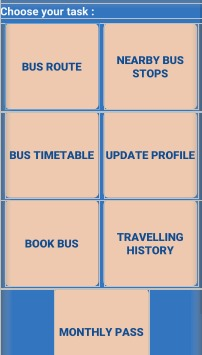 Choose your task :
BUS ROUTE
NEARBY BUS
STOPS
BUS TIMETABLE
UPDATE PROFILE
BOOK BUS
TRAVELLING
HISTORY
MONTHLY PASS